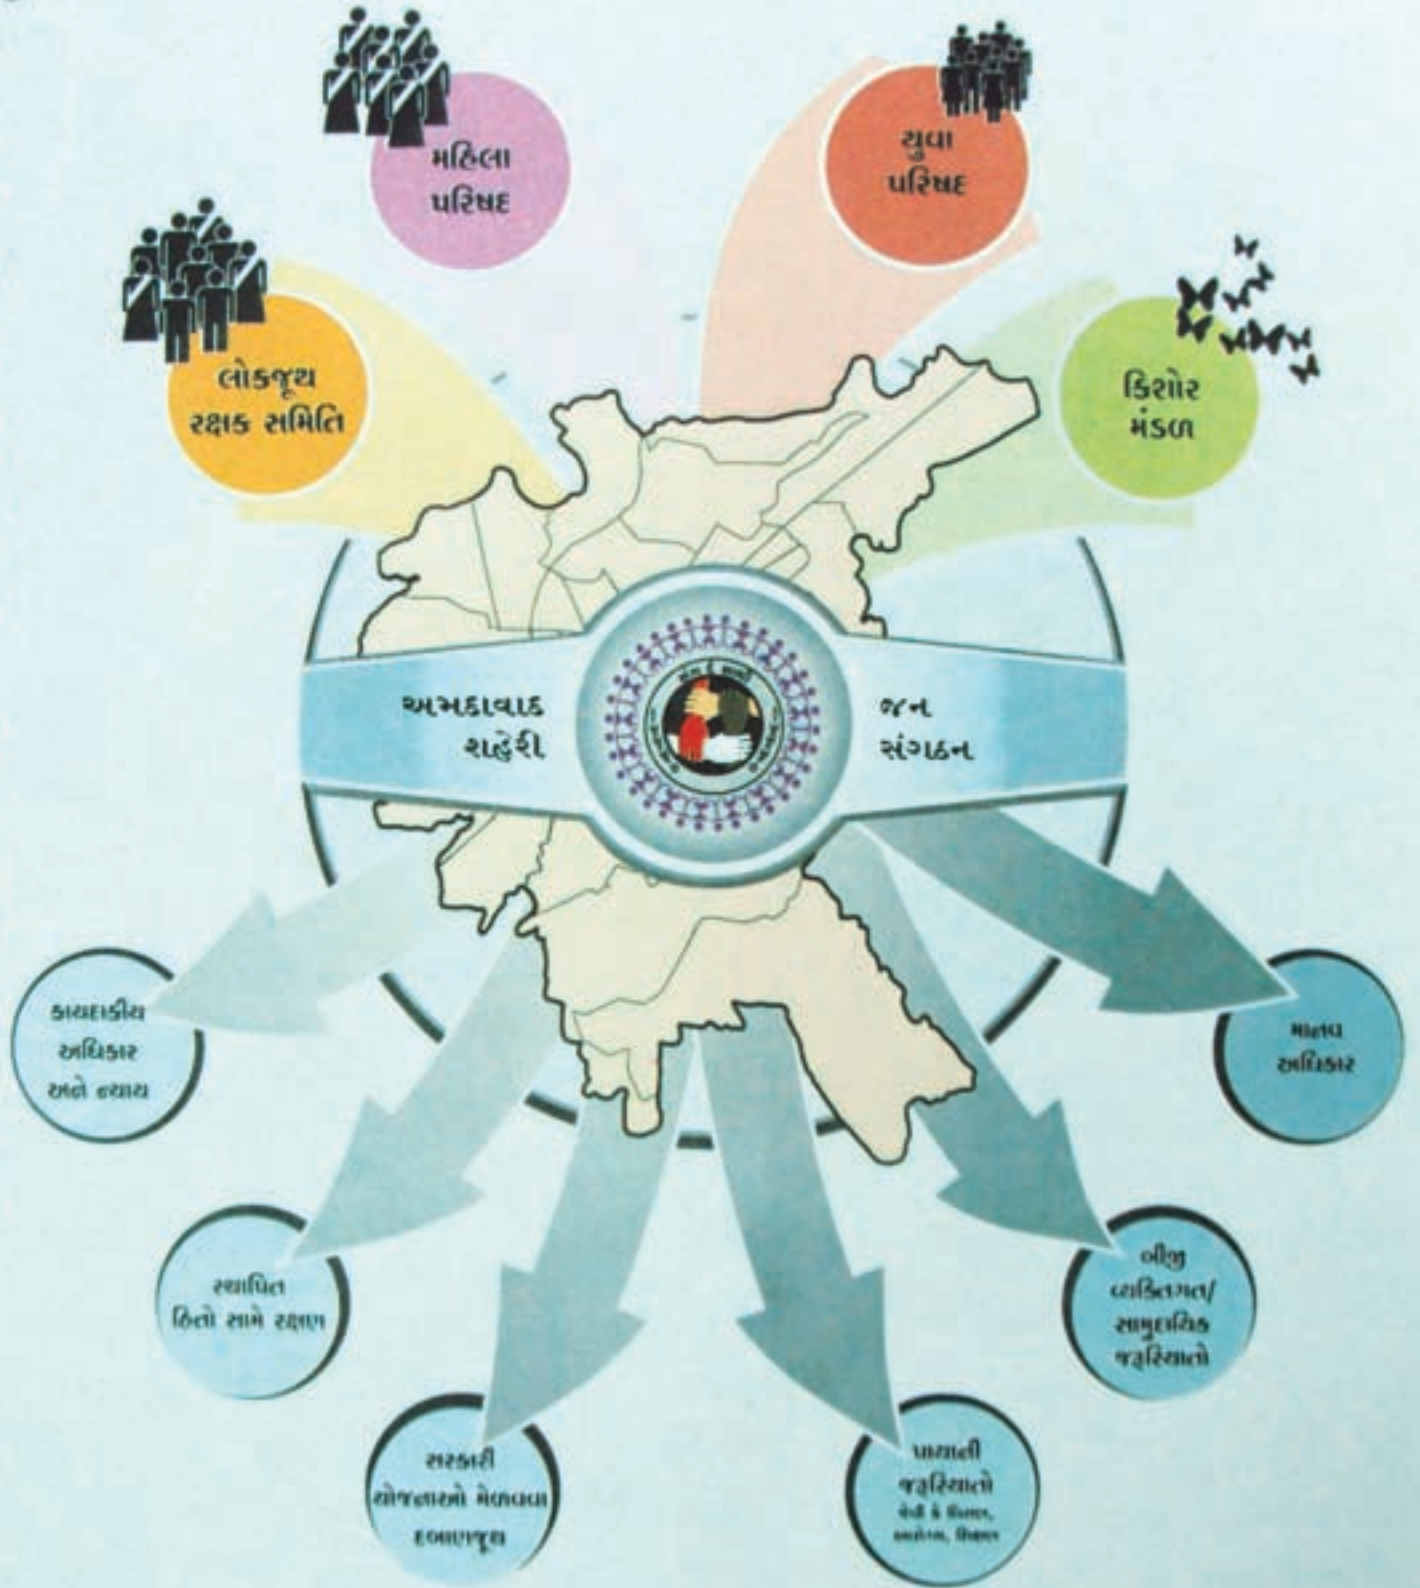 મહિલા
પરિષદ
યુવા
પરિષદ
લોકજૂથ
રક્ષક સમિતિ
કિશોર
મંડળ
અમદાવાદ
શહેરી
જન
સંગઠન
કાયદાકીય
અધિકાર
અને ન્યાય
માનવ
અધિકાર
સ્થાપિત
હિતો સામે રક્ષણ
બીજી
વ્યક્તિગત/
સામુદાયિક
જરૂરિયાતો
સરકારી
યોજનાઓ મેળવવા
દબાણજૂથ
પાયાની
જરૂરિયાતો
જેવી કે